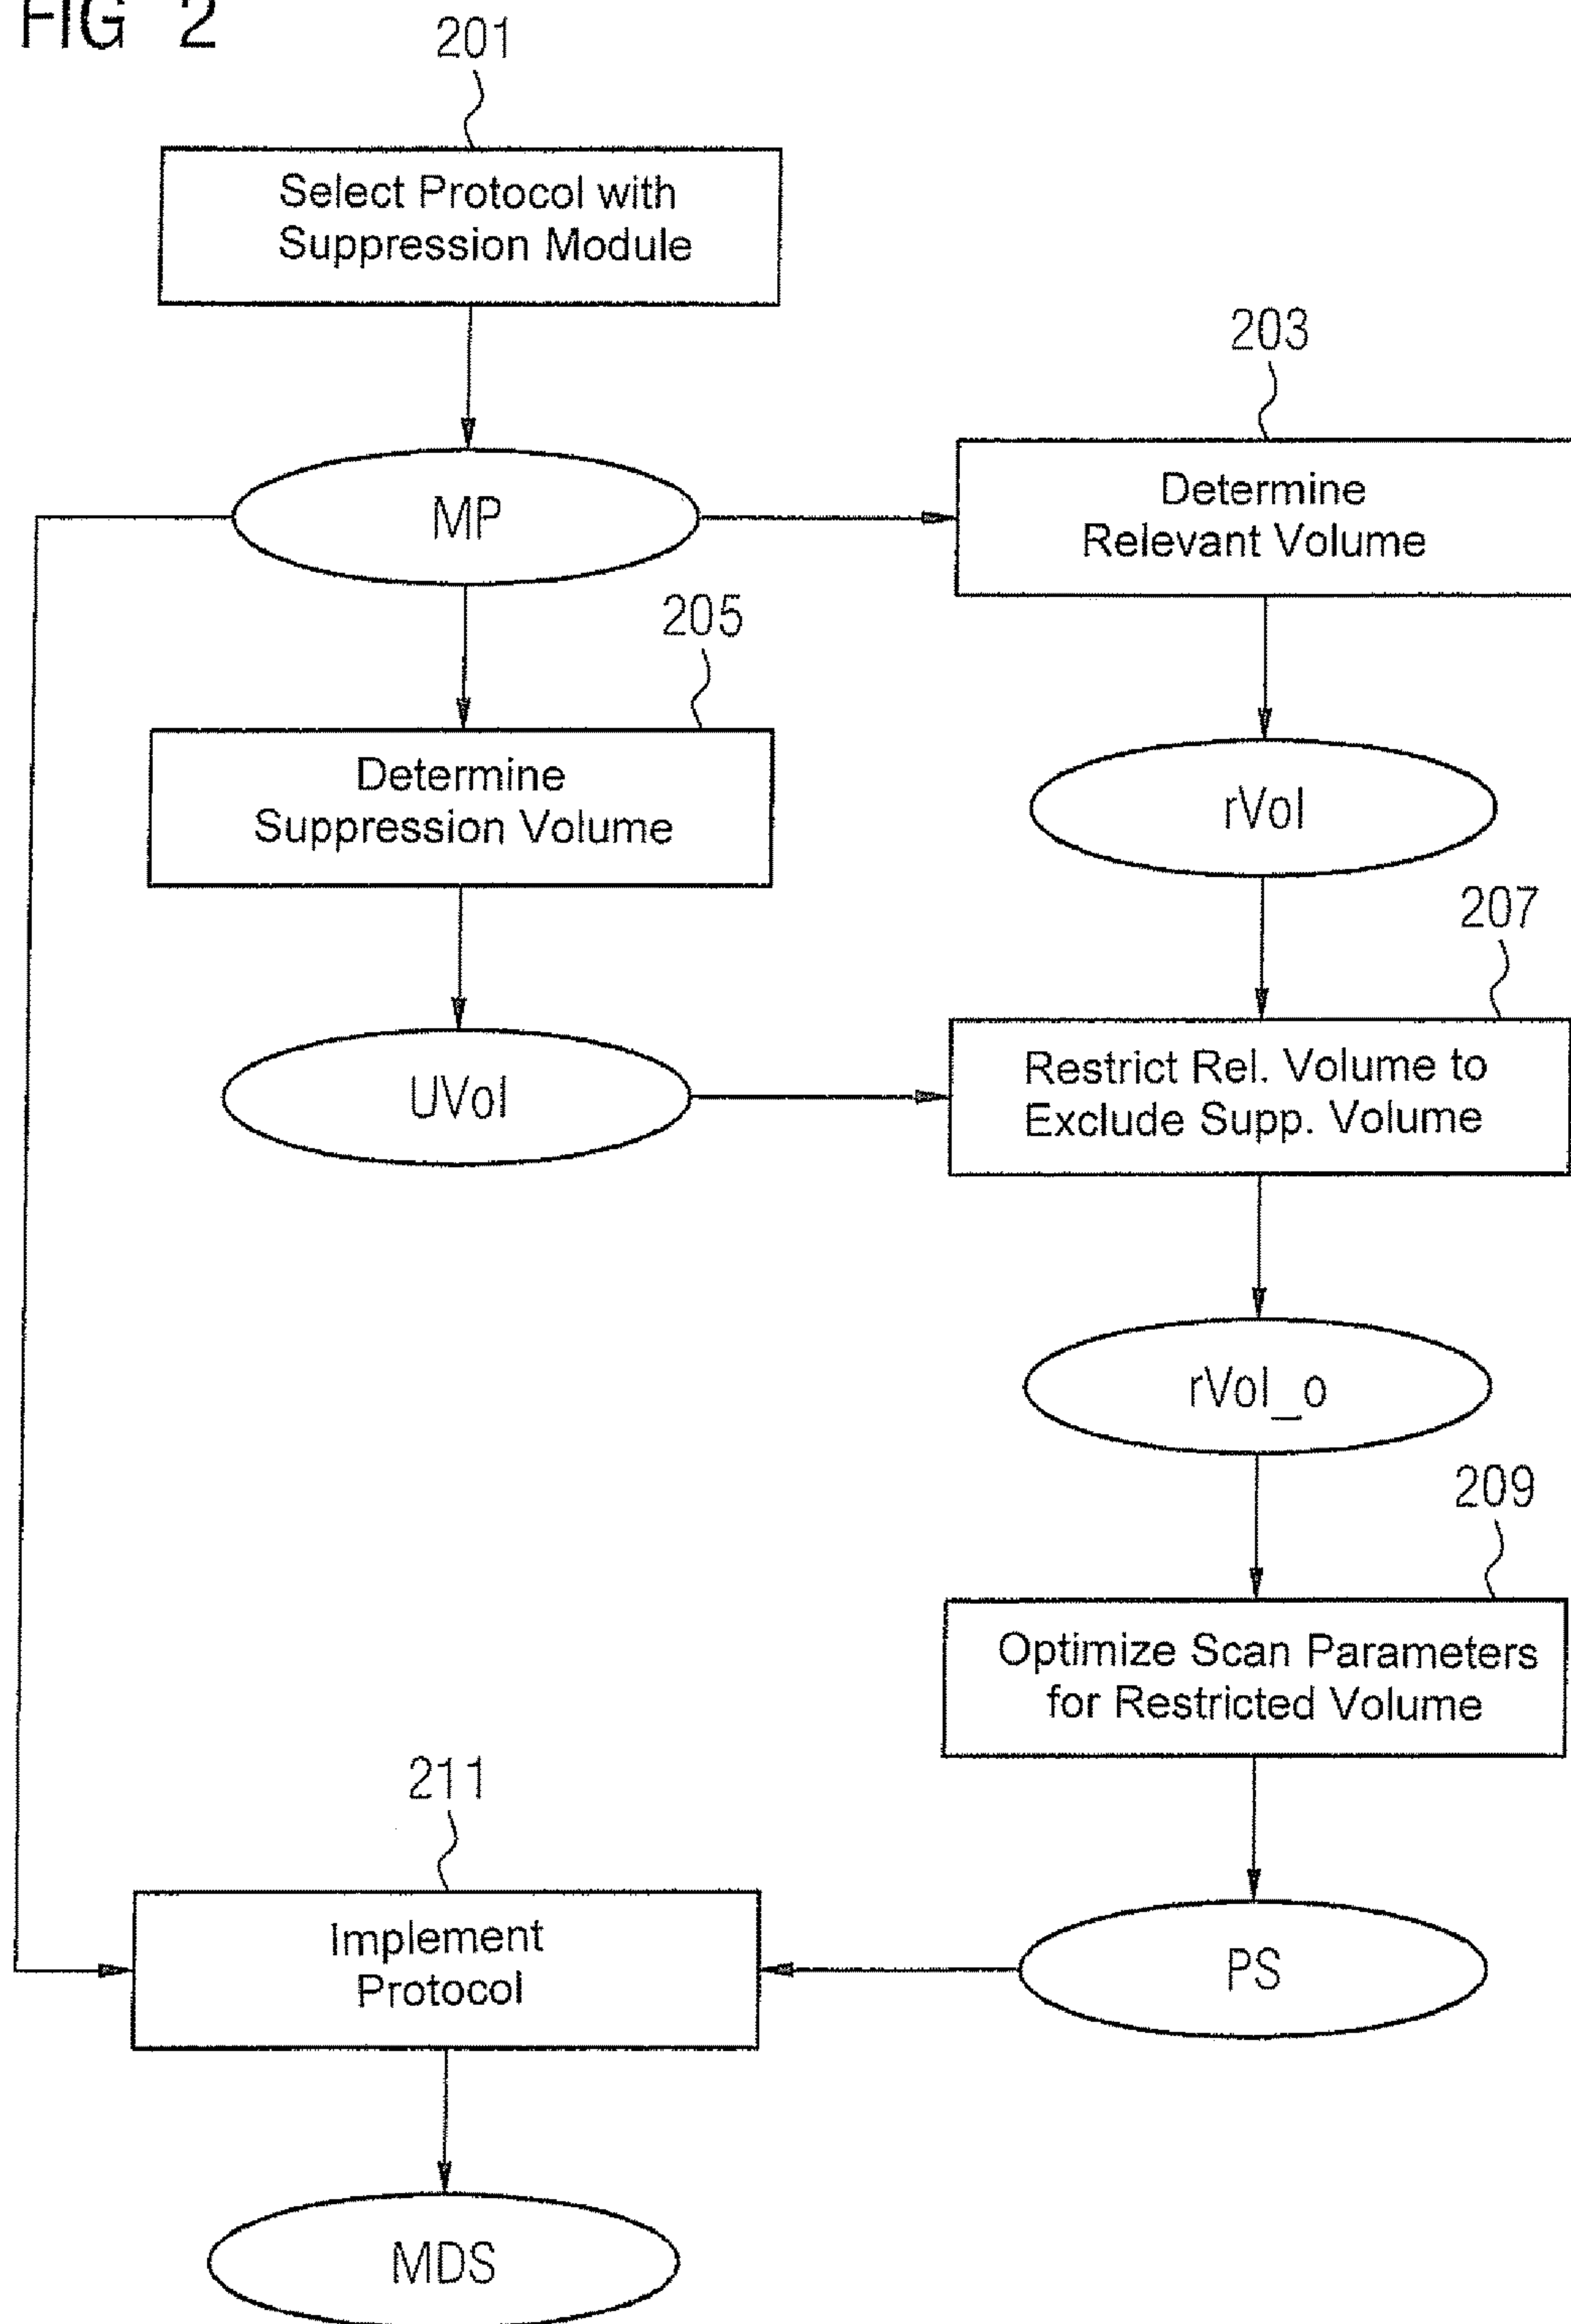 FIG 2
201
Select Protocol with
Suppression Module
203
MP
Determine
Relevant Volume
205
Determine
Suppression Volume
rVol
207
UVol
Restrict Rel. Volume to
Exclude Supp. Volume
rVol_o
209
Optimize Scan Parameters
for Restricted Volume
211
Implement
Protocol
PS
MDS